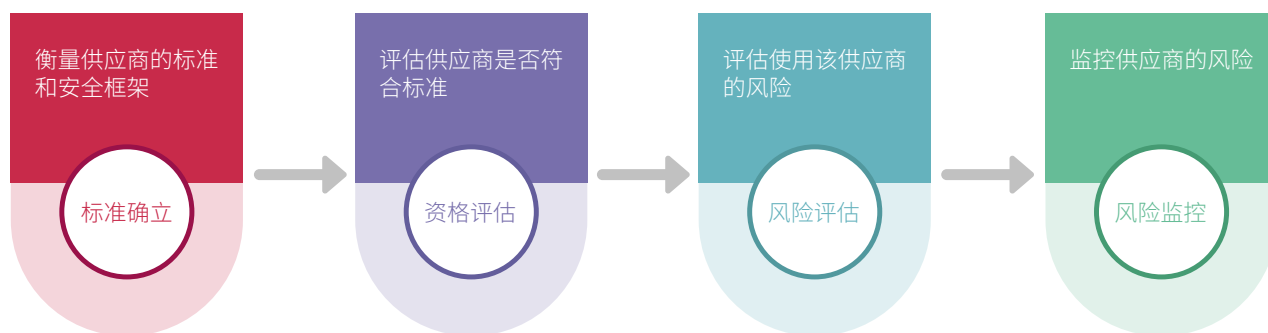 衡量供应商的标准
和安全框架
标准确立
评估供应商是否符
合标准
资格评估
评估使用该供应商
的风险
风险评估
监控供应商的风险
风险监控